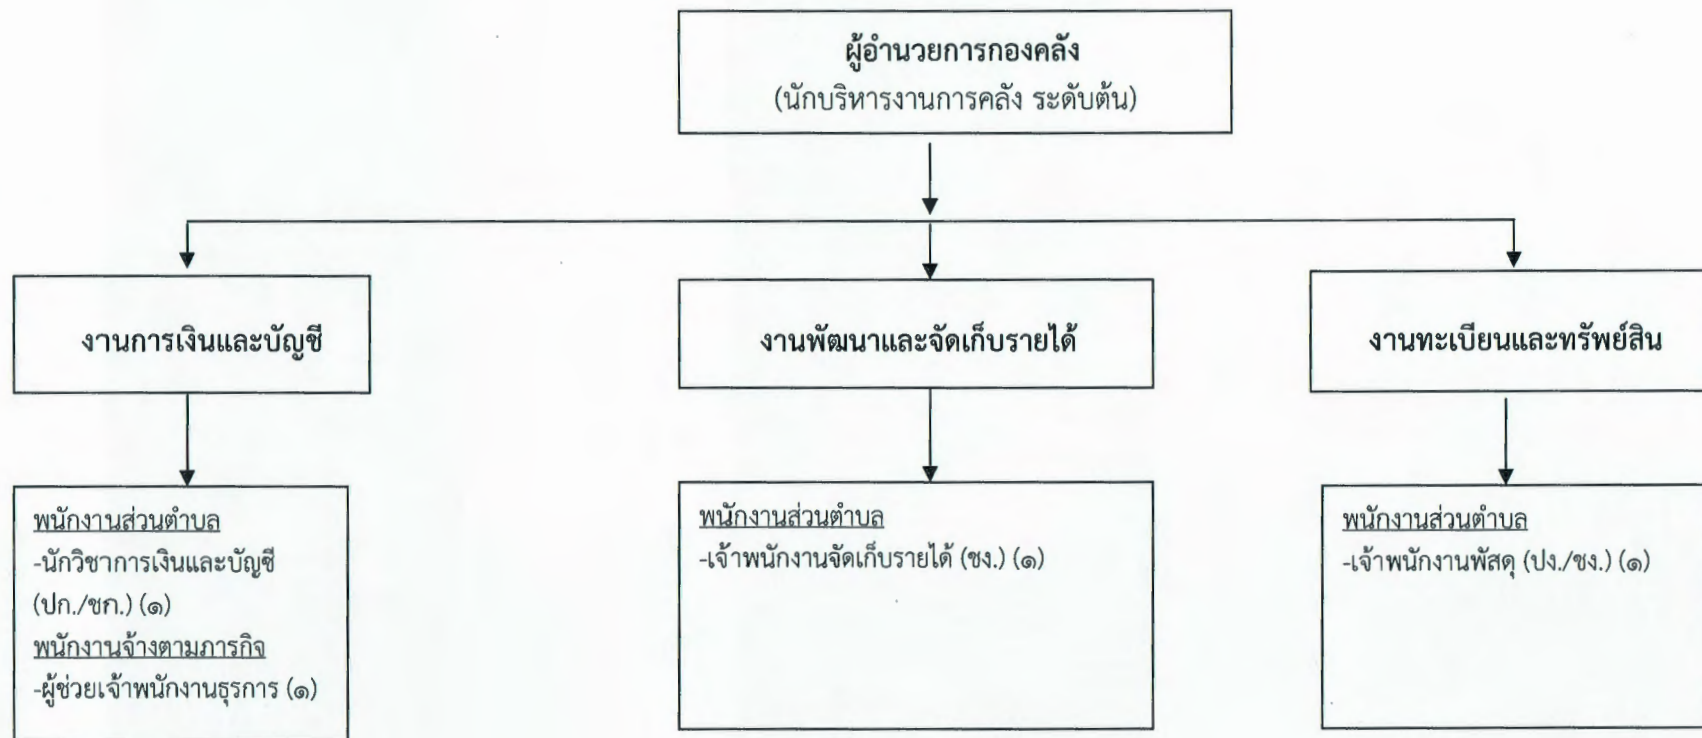 ผู้อำนวยการกองคลัง
(นักบริหารงานการคลัง ระดับต้น)
งานการเงินและบัญชี
งานพัฒนาและจัดเก็บรายได้
งานทะเบียนและทรัพย์สิน
พนักงานส่วนตำบล
-นักวิชาการเงินและบัญชี
(ปก./ชก.) (๑)
พนักงานจ้างตามภารกิจ
-ผู้ช่วยเจ้าพนักงานธุรการ (๑)
พนักงานส่วนตำบล
-เจ้าพนักงานจัดเก็บรายได้ (ชง.) (๑)
พนักงานส่วนตำบล
-เจ้าพนักงานพัสดุ (ปง./ชง.) (๑)